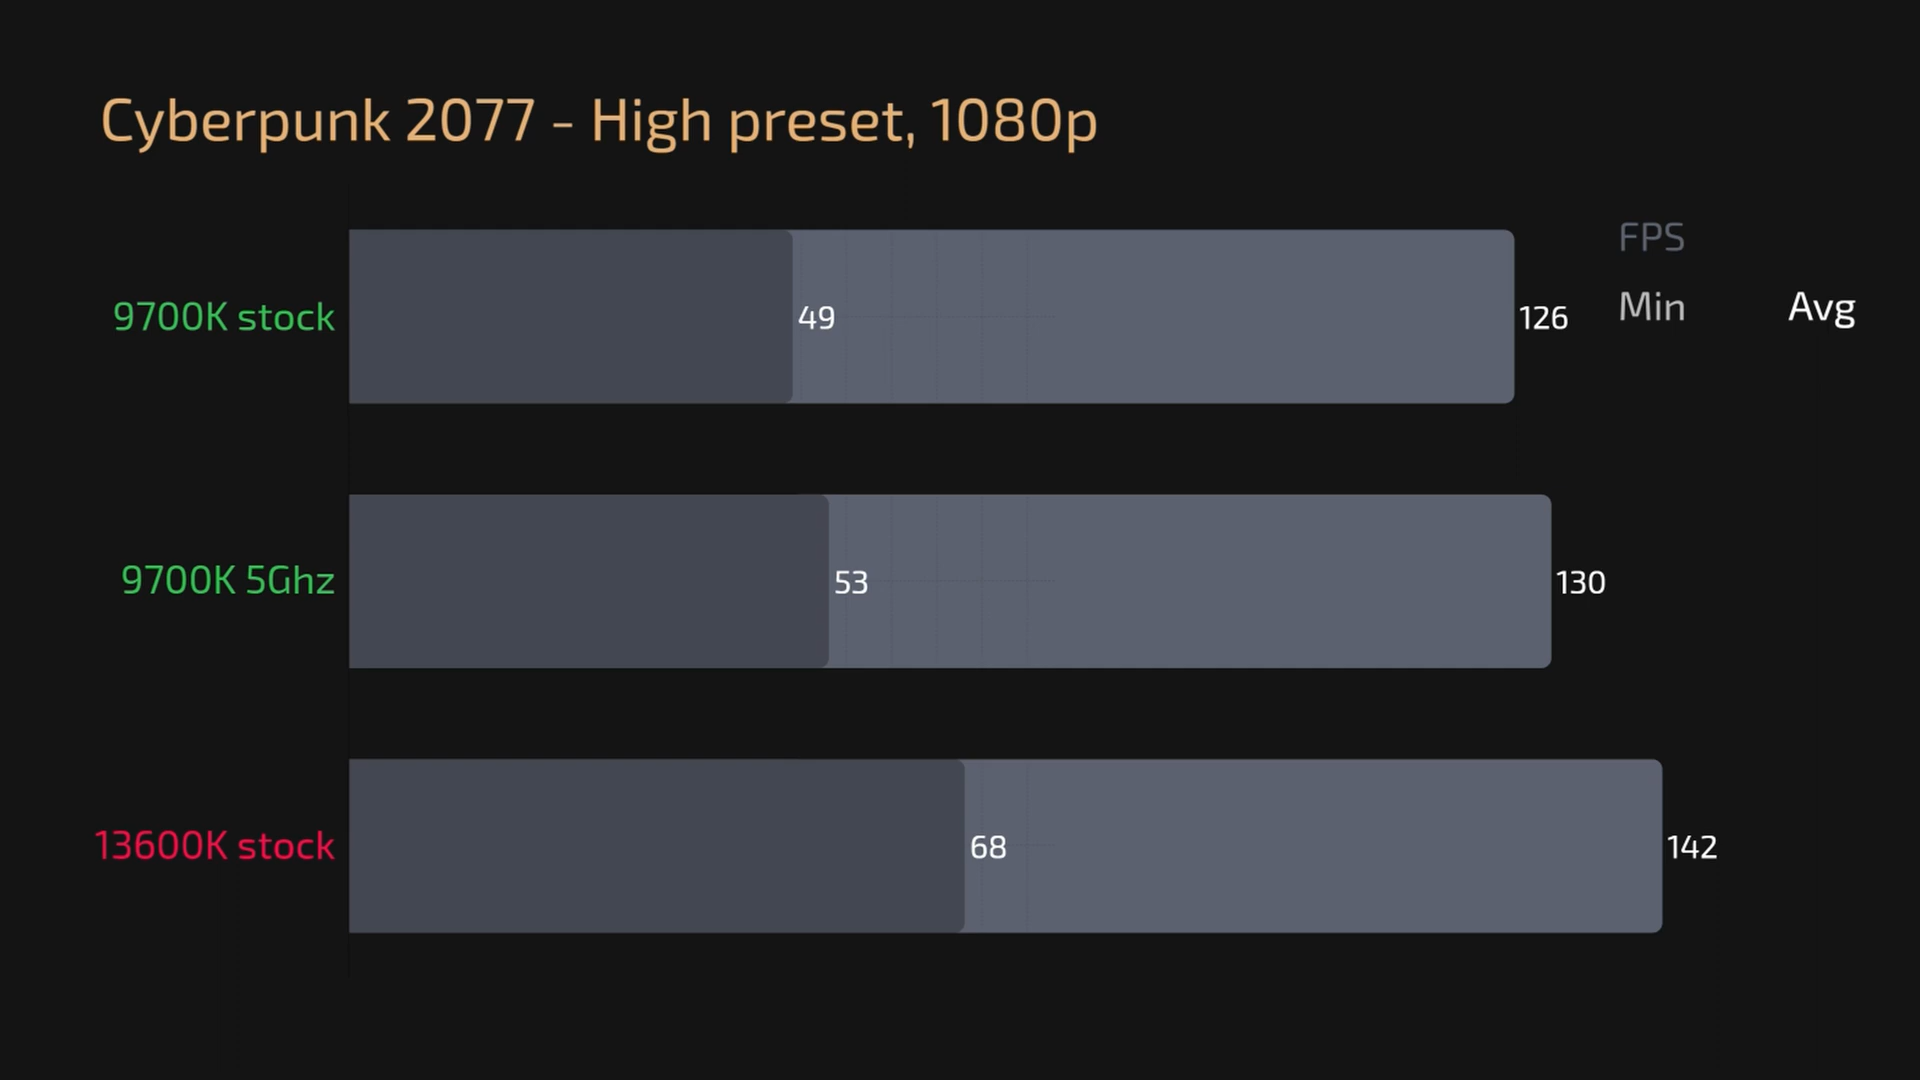 Cyberpunk 2077 - High preset, 1080p
FPS
Min Avg
9700K stock 49 126
9700K 5Ghz 53 130
13600K stock 68 142